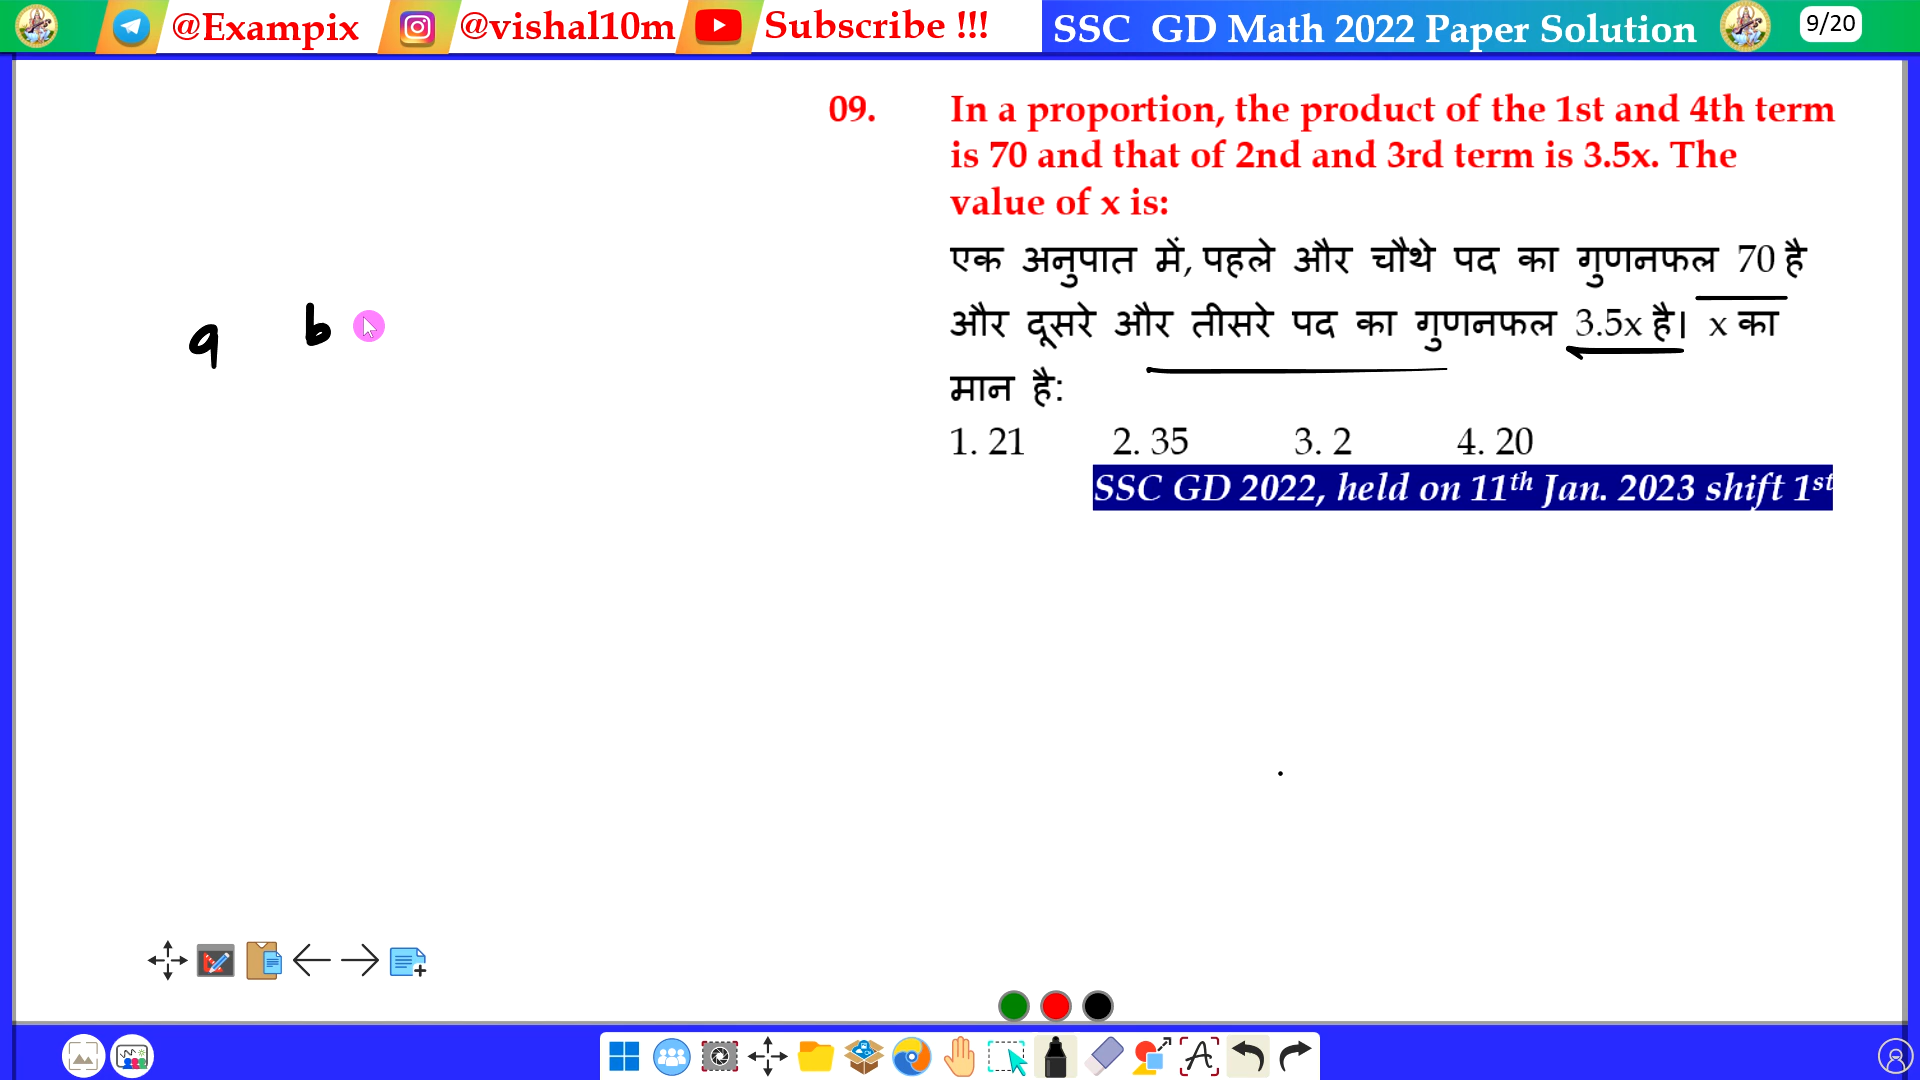 @Exampix @vishal10m Subscribe !!! SSC GD Math 2022 Paper Solution 9/20
09. In a proportion, the product of the 1st and 4th term
is 70 and that of 2nd and 3rd term is 3.5x. The
value of x is:
एक अनुपात में, पहले और चौथे पद का गुणनफल 70 है
और दूसरे और तीसरे पद का गुणनफल 3.5x है। x का
मान है:
1. 21 2. 35 3. 2 4. 20
SSC GD 2022, held on 11th Jan. 2023 shift 1st
a b